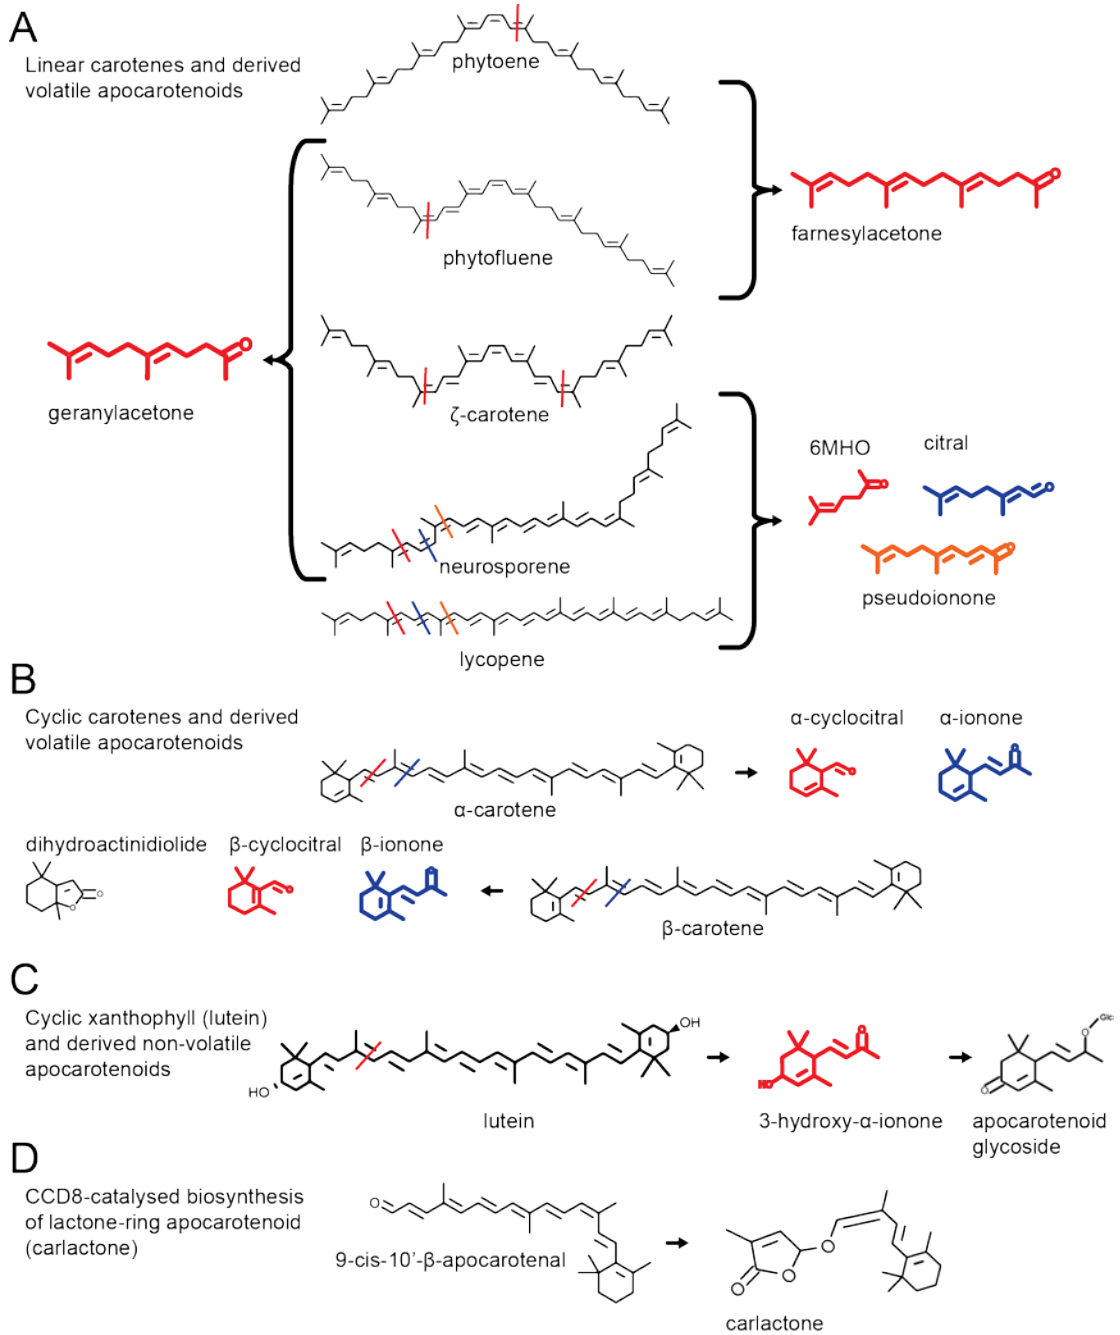 A
Linear carotenes and derived
volatile apocarotenoids
phytoene
phytofluene
farnesylacetone
geranylacetone
ζ-carotene
6MHO
citral
neurosporene
pseudoionone
lycopene
B
Cyclic carotenes and derived
volatile apocarotenoids
α-cyclocitral
α-ionone
α-carotene
dihydroactinidiolide
β-cyclocitral
β-ionone
β-carotene
C
Cyclic xanthophyll (lutein)
and derived non-volatile
apocarotenoids
OH
HO
lutein
HO
O
3-hydroxy-α-ionone
O
O
Glc
apocarotenoid
glycoside
D
CCD8-catalysed biosynthesis
of lactone-ring apocarotenoid
(carlactone)
O
9-cis-10'-β-apocarotenal
O
O
O
carlactone